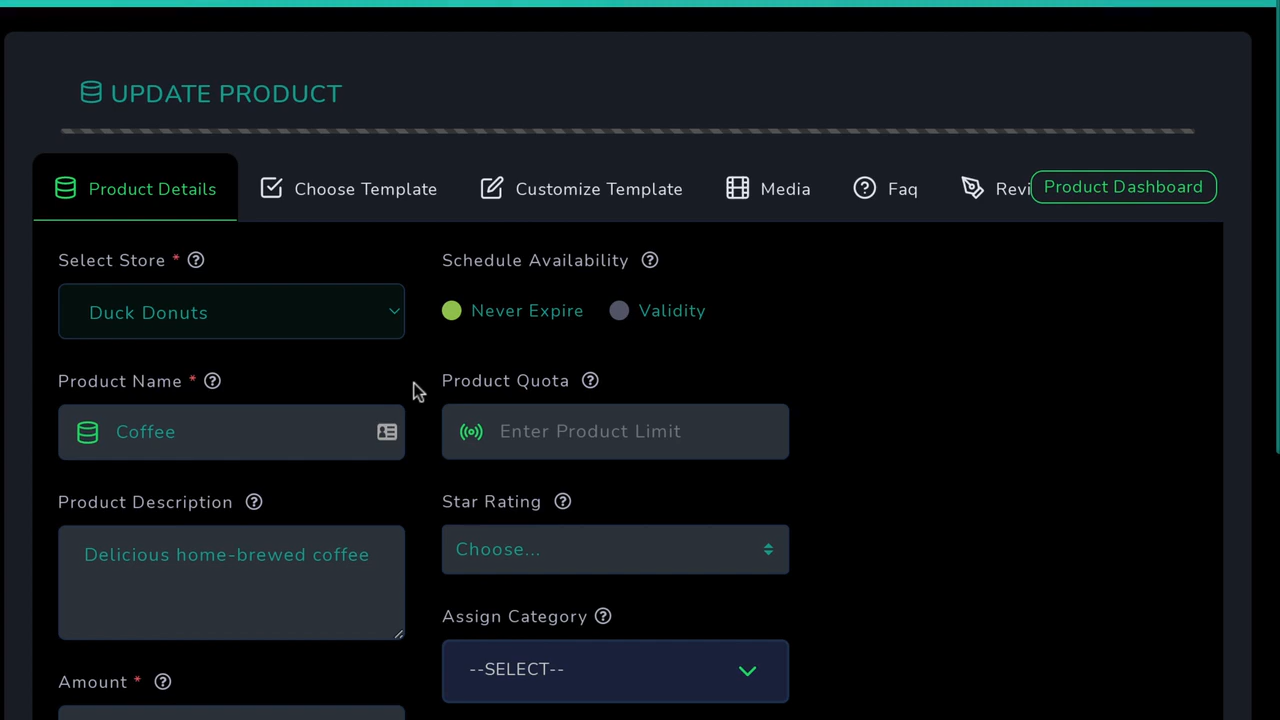 UPDATE PRODUCT
Product Details Choose Template Customize Template Media Faq Revi Product Dashboard
Select Store *
Duck Donuts
Product Name *
Coffee
Product Description
Delicious home-brewed coffee
Amount *
Schedule Availability
Never Expire Validity
Product Quota
Enter Product Limit
Star Rating
Choose...
Assign Category
--SELECT--